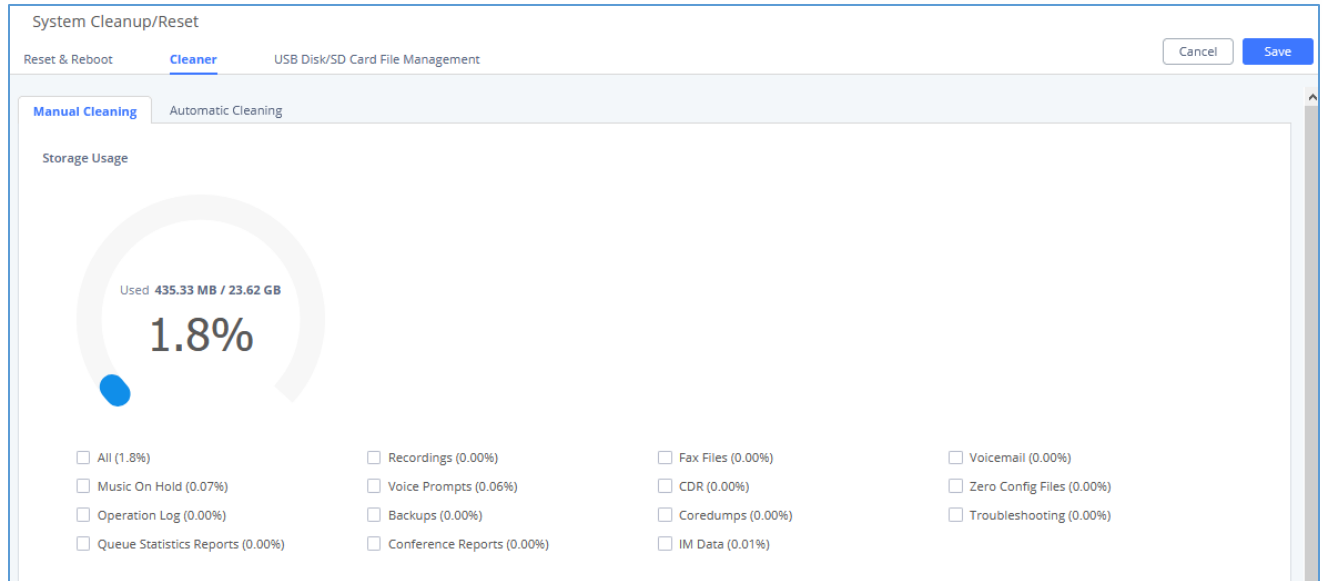 System Cleanup/Reset
Reset & Reboot Cleaner USB Disk/SD Card File Management Cancel Save
Manual Cleaning Automatic Cleaning
Storage Usage
Used 435.33 MB / 23.62 GB
1.8%
All (1.8%) Recordings (0.00%) Fax Files (0.00%) Voicemail (0.00%)
Music On Hold (0.07%) Voice Prompts (0.06%) CDR (0.00%) Zero Config Files (0.00%)
Operation Log (0.00%) Backups (0.00%) Coredumps (0.00%) Troubleshooting (0.00%)
Queue Statistics Reports (0.00%) Conference Reports (0.00%) IM Data (0.01%)